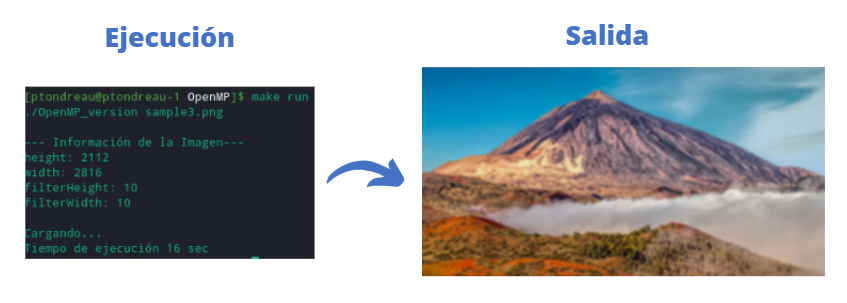 Ejecución
Salida
[ptondreau@ptondreau-1 OpenMP]$ make run
./OpenMP_version sample3.png
--- Información de la Imagen---
height: 2112
width: 2816
filterHeight: 10
filterWidth: 10
Cargando...
Tiempo de ejecución 16 sec